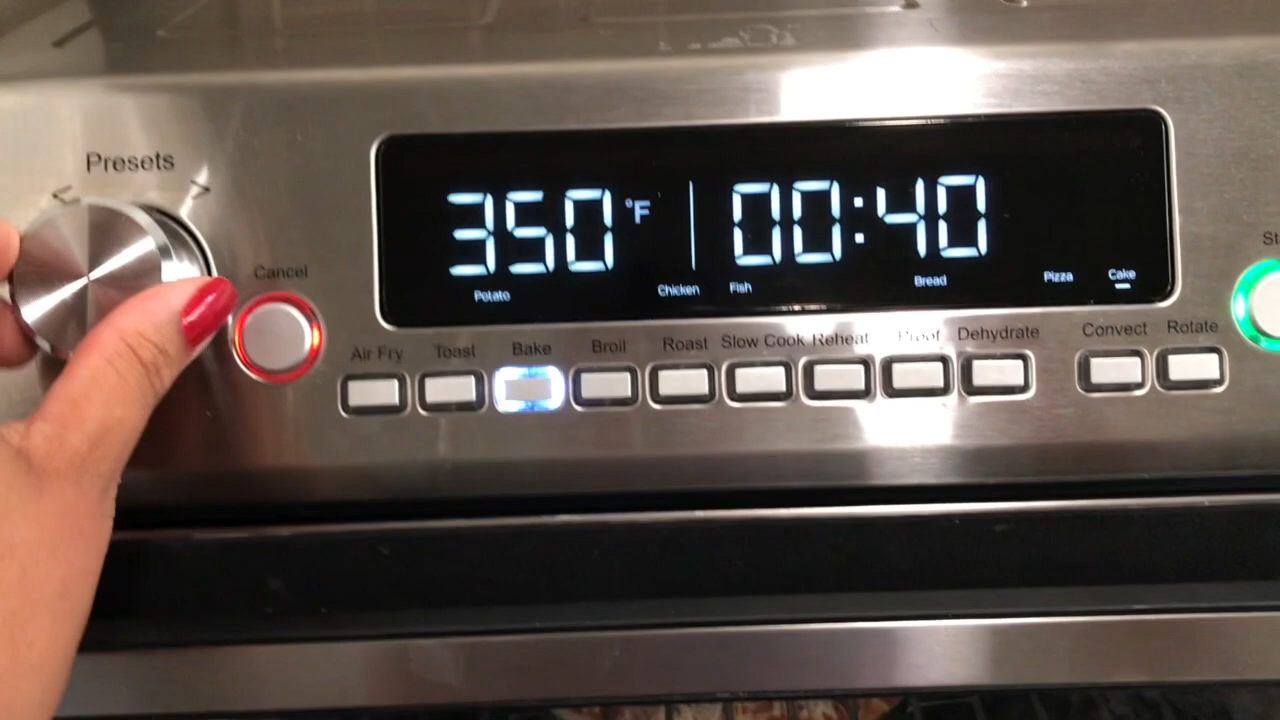 Presets
< >
Cancel
350 °F | 00:40
Potato Chicken Fish Bread Pizza Cake
Air Fry Toast Bake Broil Roast Slow Cook Reheat Proof Dehydrate Convect Rotate